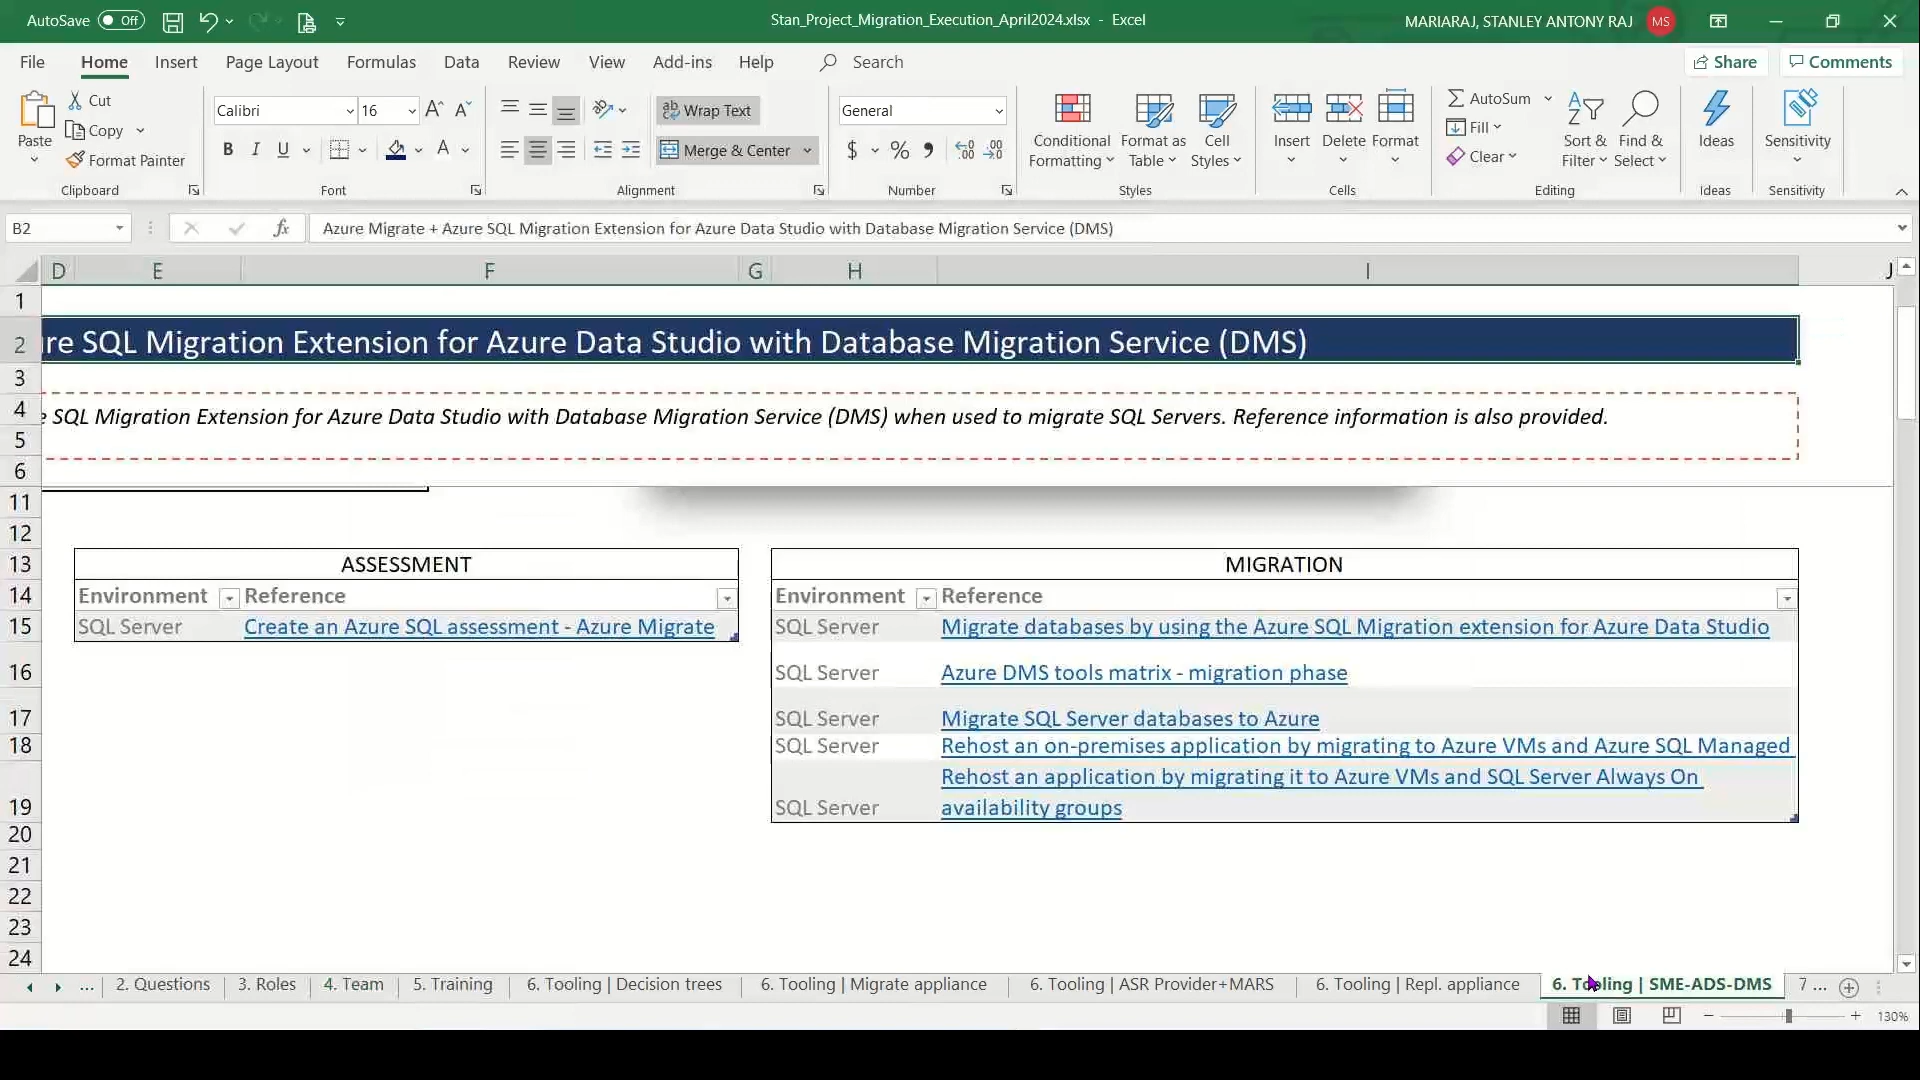 AutoSave Off
Stan_Project_Migration_Execution_April2024.xlsx - Excel
MARIARAJ, STANLEY ANTONY RAJ MS
File Home Insert Page Layout Formulas Data Review View Add-ins Help Search Share Comments
Paste
Cut
Copy
Format Painter
Clipboard
Calibri 16
B I U
Font
Wrap Text
Merge & Center
Alignment
General
$ % 9
Number
Conditional Formatting
Format as Table
Cell Styles
Styles
Insert Delete Format
Cells
AutoSum
Fill
Clear
Sort & Filter
Find & Select
Editing
Ideas
Ideas
Sensitivity
Sensitivity
B2 fx Azure Migrate + Azure SQL Migration Extension for Azure Data Studio with Database Migration Service (DMS)
D E F G H I J
1
2 re SQL Migration Extension for Azure Data Studio with Database Migration Service (DMS)
3
4 e SQL Migration Extension for Azure Data Studio with Database Migration Service (DMS) when used to migrate SQL Servers. Reference information is also provided.
5
6
11
12
13 ASSESSMENT MIGRATION
14 Environment Reference Environment Reference
15 SQL Server Create an Azure SQL assessment - Azure Migrate SQL Server Migrate databases by using the Azure SQL Migration extension for Azure Data Studio
16 SQL Server Azure DMS tools matrix - migration phase
17 SQL Server Migrate SQL Server databases to Azure
18 SQL Server Rehost an on-premises application by migrating to Azure VMs and Azure SQL Managed
Rehost an application by migrating it to Azure VMs and SQL Server Always On
19 SQL Server availability groups
20
21
22
23
24
... 2. Questions 3. Roles 4. Team 5. Training 6. Tooling | Decision trees 6. Tooling | Migrate appliance 6. Tooling | ASR Provider+MARS 6. Tooling | Repl. appliance 6. Tooling | SME-ADS-DMS 7 ...
130%